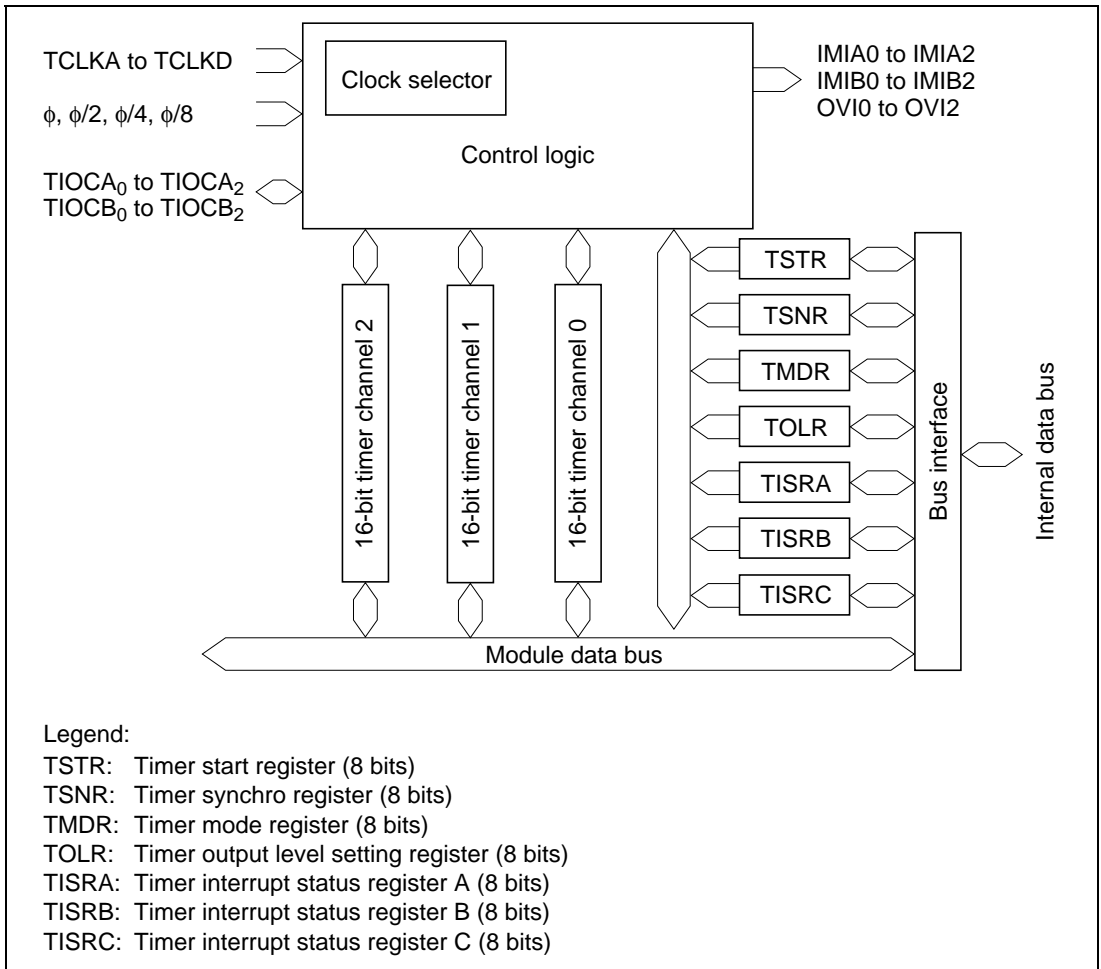 TCLKA to TCLKD
ϕ, ϕ/2, ϕ/4, ϕ/8
TIOCA0 to TIOCA2
TIOCB0 to TIOCB2
Clock selector
Control logic
IMIA0 to IMIA2
IMIB0 to IMIB2
OVI0 to OVI2
16-bit timer channel 2
16-bit timer channel 1
16-bit timer channel 0
TSTR
TSNR
TMDR
TOLR
TISRA
TISRB
TISRC
Bus interface
Internal data bus
Module data bus
Legend:
TSTR: Timer start register (8 bits)
TSNR: Timer synchro register (8 bits)
TMDR: Timer mode register (8 bits)
TOLR: Timer output level setting register (8 bits)
TISRA: Timer interrupt status register A (8 bits)
TISRB: Timer interrupt status register B (8 bits)
TISRC: Timer interrupt status register C (8 bits)